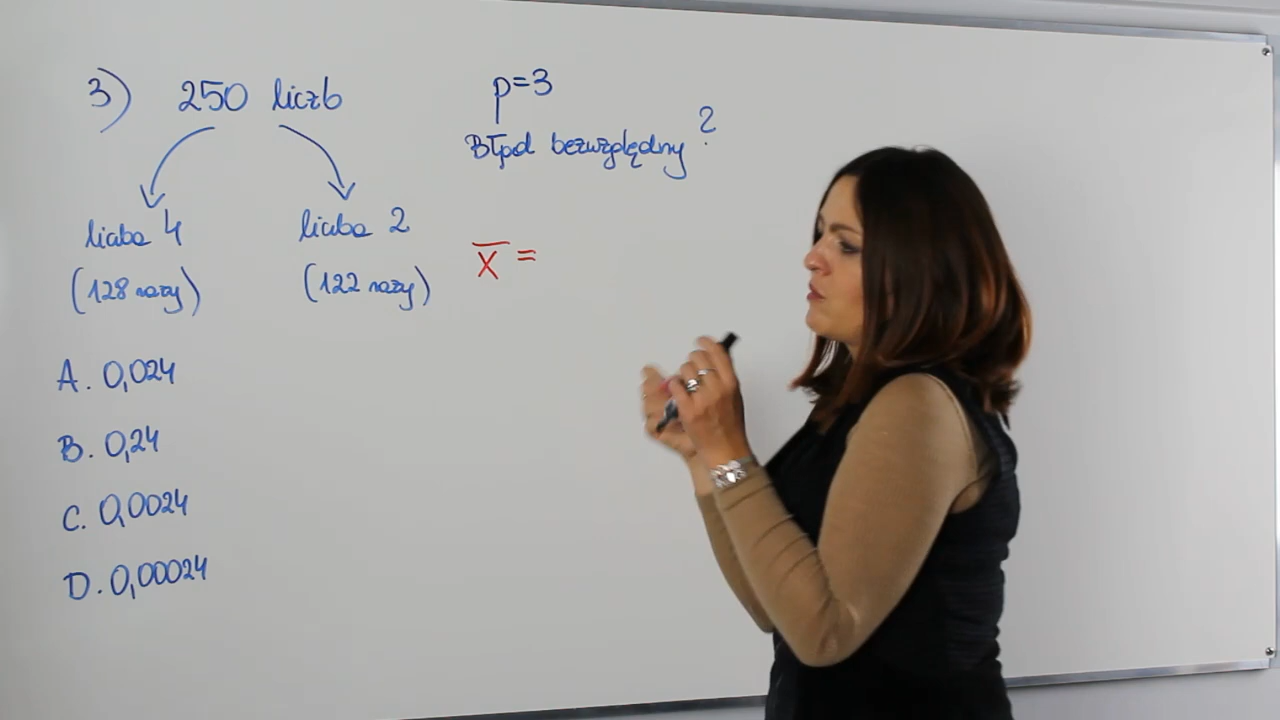 3) 250 liczb
liczba 4
(128 razy)
liczba 2
(122 razy)
p=3
Błąd bezwzględny ?
x̅ =
A. 0,024
B. 0,24
C. 0,0024
D. 0,00024